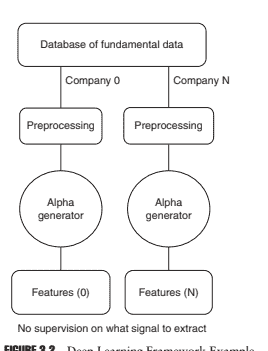 Database of fundamental data
Company 0
Company N
Preprocessing
Preprocessing
Alpha
generator
Alpha
generator
Features (0)
Features (N)
No supervision on what signal to extract
FIGURE 3.2 Deep Learning Framework Example